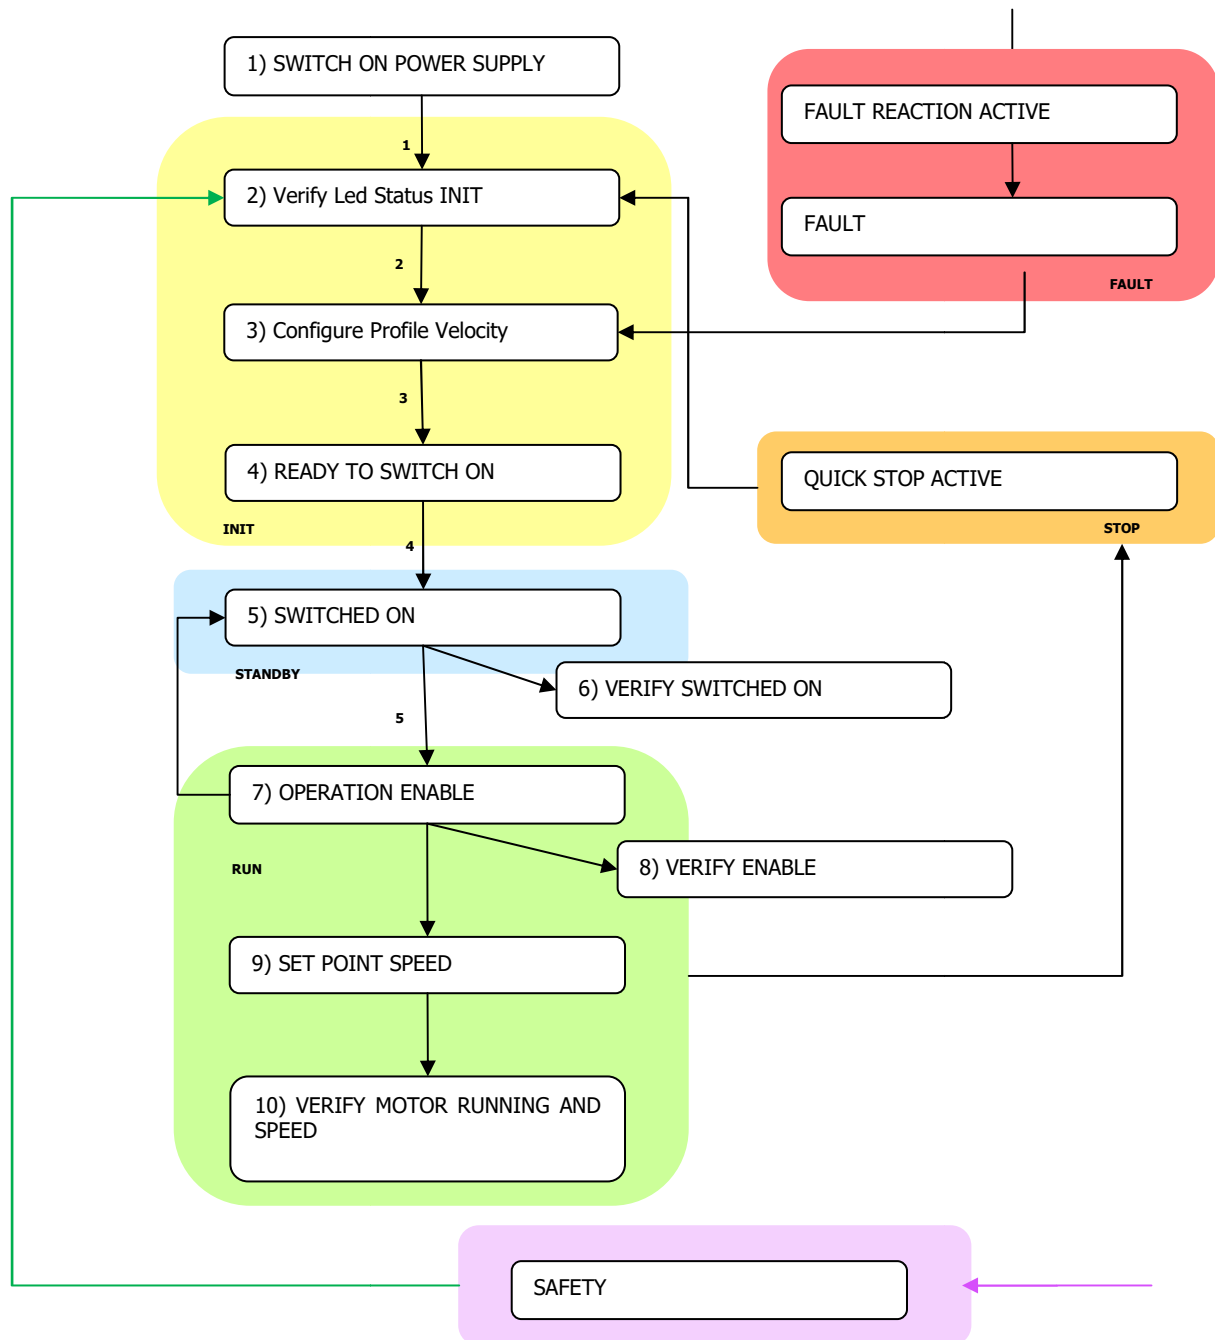 1) SWITCH ON POWER SUPPLY
FAULT REACTION ACTIVE
1
2) Verify Led Status INIT
FAULT
2
FAULT
3) Configure Profile Velocity
3
4) READY TO SWITCH ON
QUICK STOP ACTIVE
INIT
STOP
4
5) SWITCHED ON
STANDBY
6) VERIFY SWITCHED ON
5
7) OPERATION ENABLE
RUN
8) VERIFY ENABLE
9) SET POINT SPEED
10) VERIFY MOTOR RUNNING AND
SPEED
SAFETY